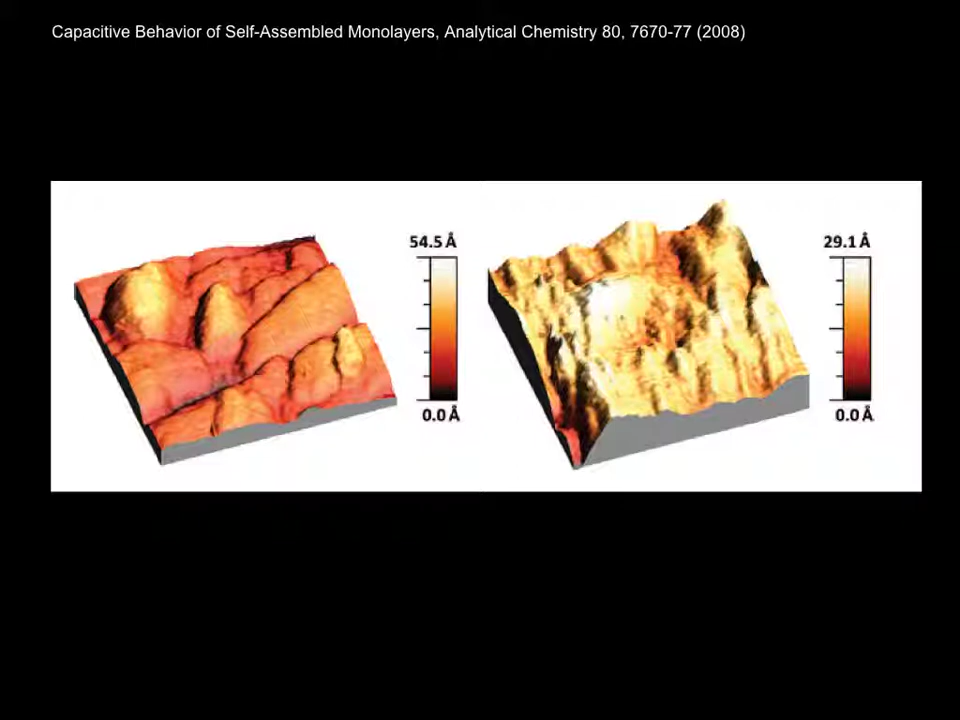 Capacitive Behavior of Self-Assembled Monolayers, Analytical Chemistry 80, 7670-77 (2008)
54.5 Å
0.0 Å
29.1 Å
0.0 Å